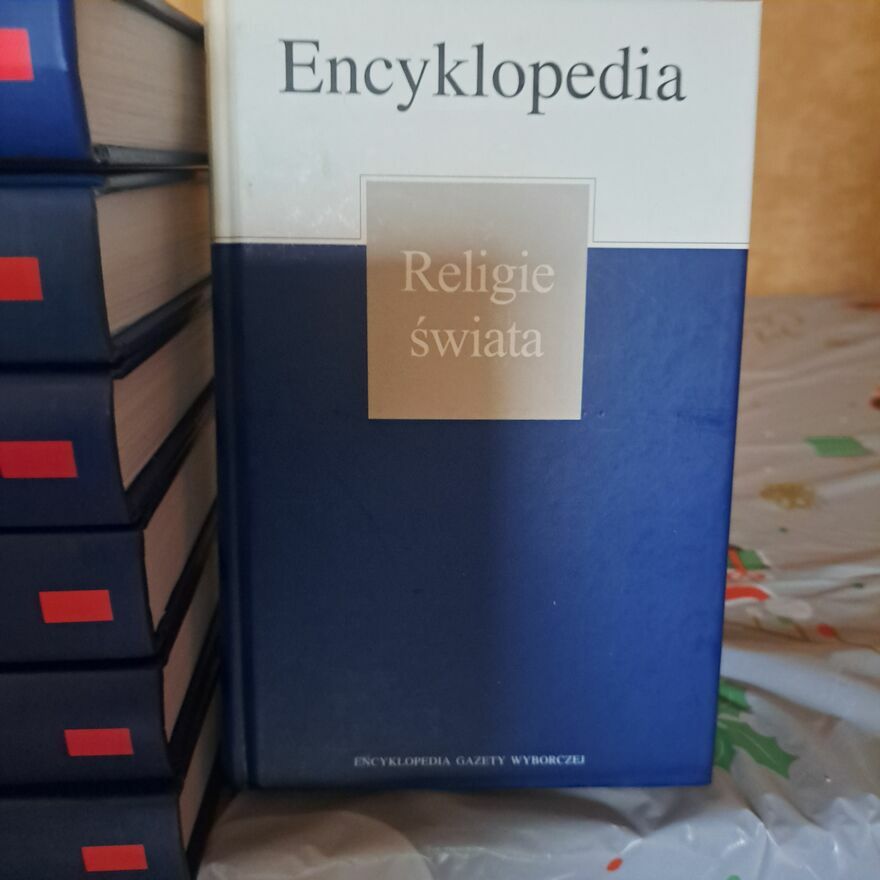 Encyklopedia
Religie
świata
ENCYKLOPEDIA GAZETY WYBORCZEJ